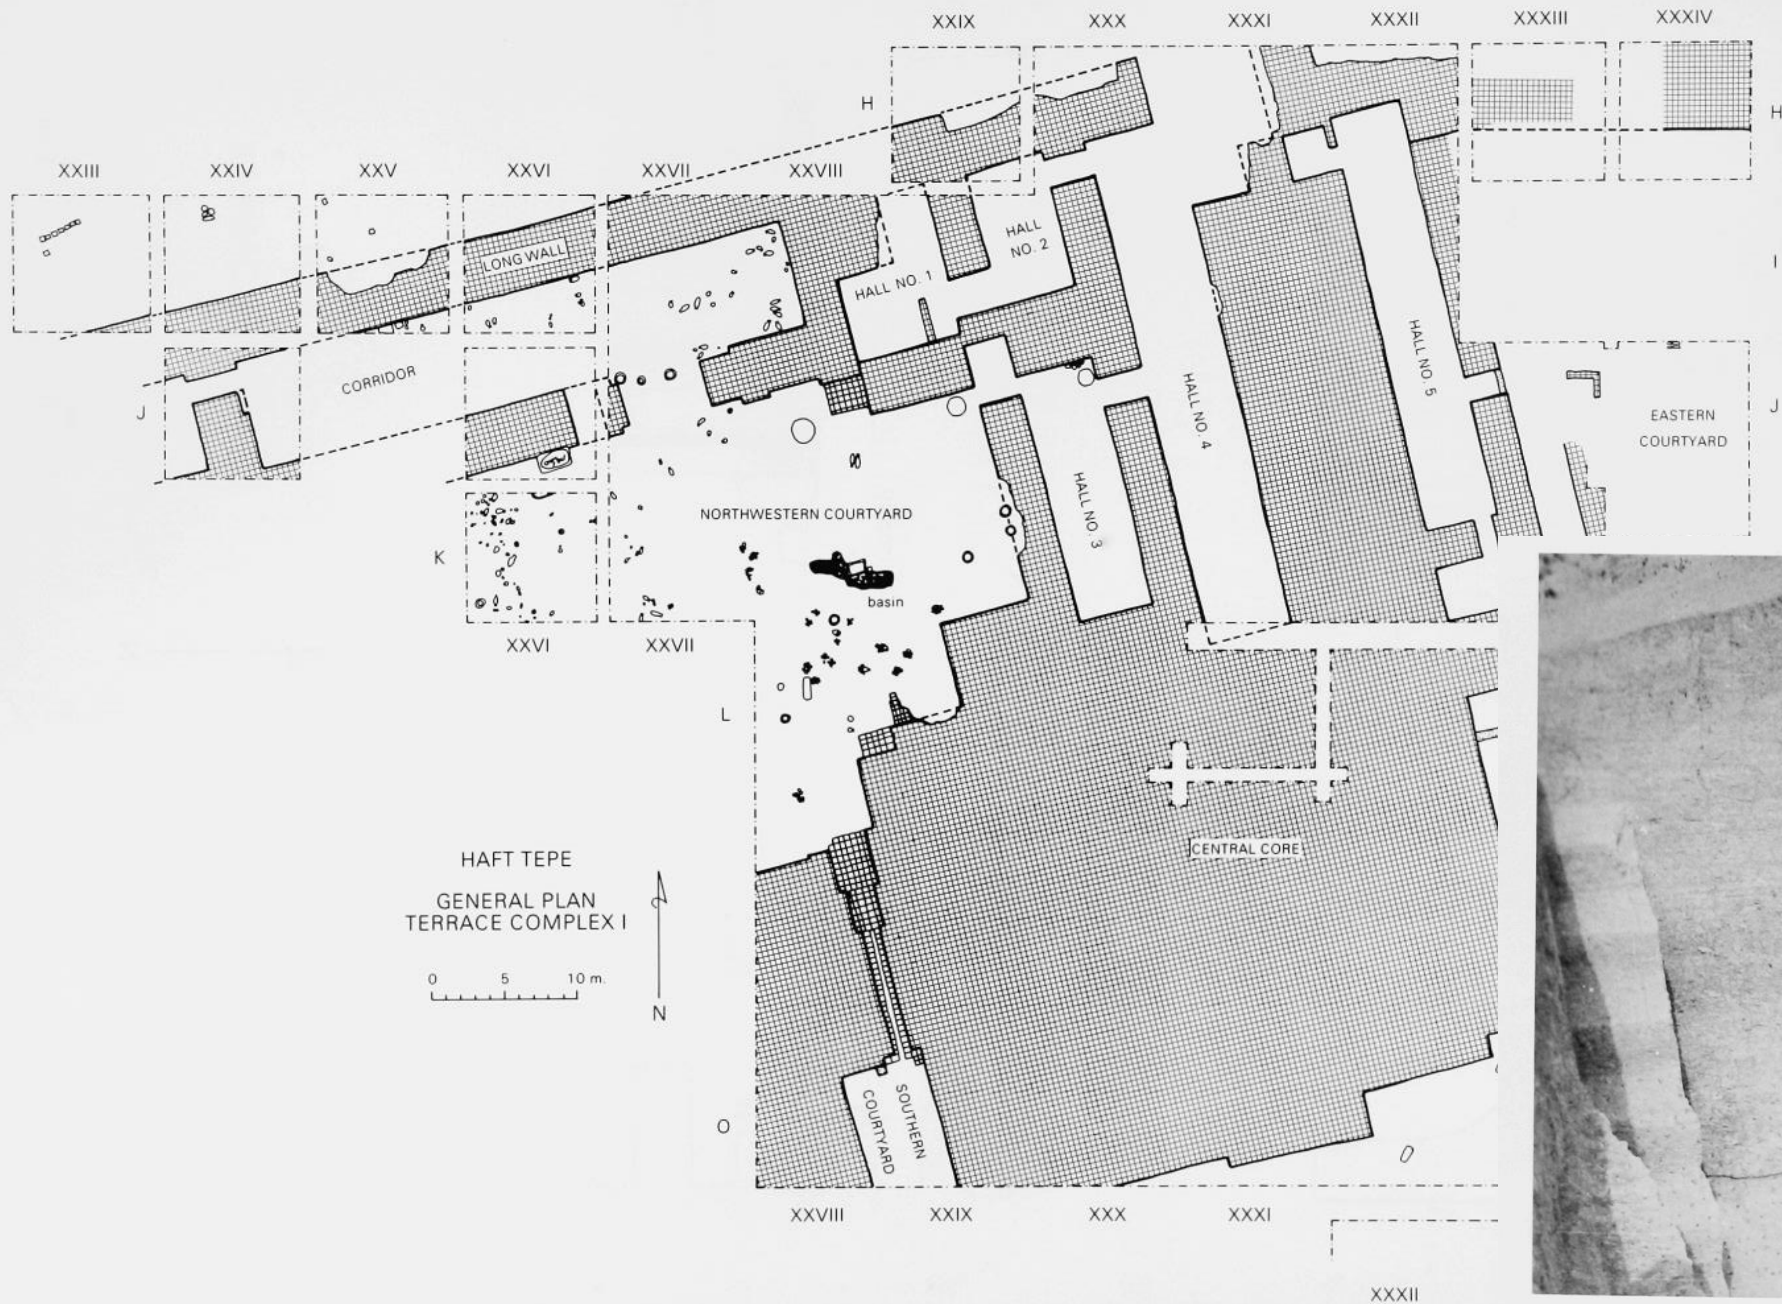 XXIX XXX XXXI XXXII XXXIII XXXIV
H
H
XXIII XXIV XXV XXVI XXVII XXVIII
LONG WALL
HALL NO. 1
HALL
NO. 2
I
CORRIDOR
J
HALL NO. 4
HALL NO. 5
J
EASTERN
COURTYARD
HALL NO. 3
NORTHWESTERN COURTYARD
K
basin
XXVI XXVII
L
CENTRAL CORE
HAFT TEPE
GENERAL PLAN
TERRACE COMPLEX I
0 5 10 m.
N
SOUTHERN
COURTYARD
O
XXVIII XXIX XXX XXXI
XXXII